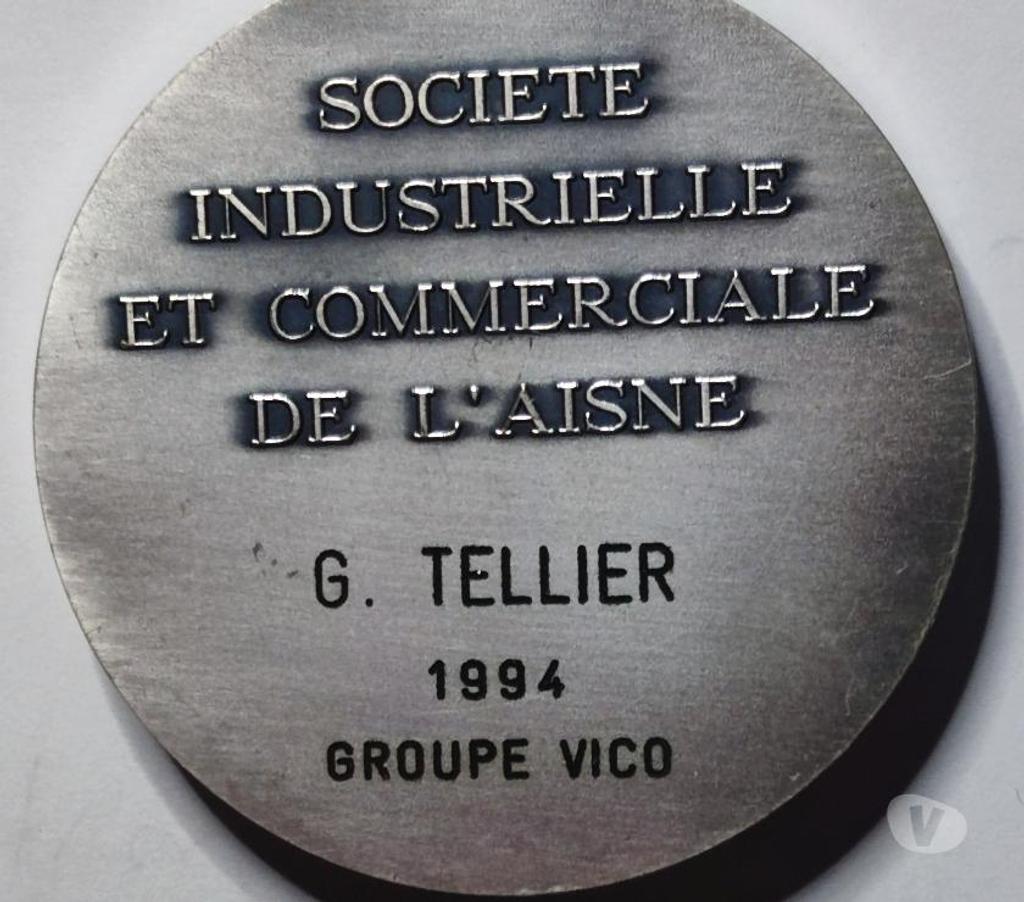 SOCIETE
INDUSTRIELLE
ET COMMERCIALE
DE L'AISNE
G. TELLIER
1994
GROUPE VICO
V